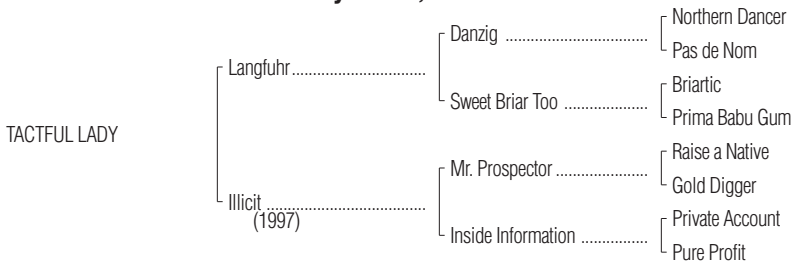 Northern Dancer
Danzig ..................................
Pas de Nom
Langfuhr................................
Briartic
Sweet Briar Too ....................
Prima Babu Gum
TACTFUL LADY
Raise a Native
Mr. Prospector ......................
Gold Digger
Illicit ......................................
(1997)
Private Account
Inside Information ................
Pure Profit